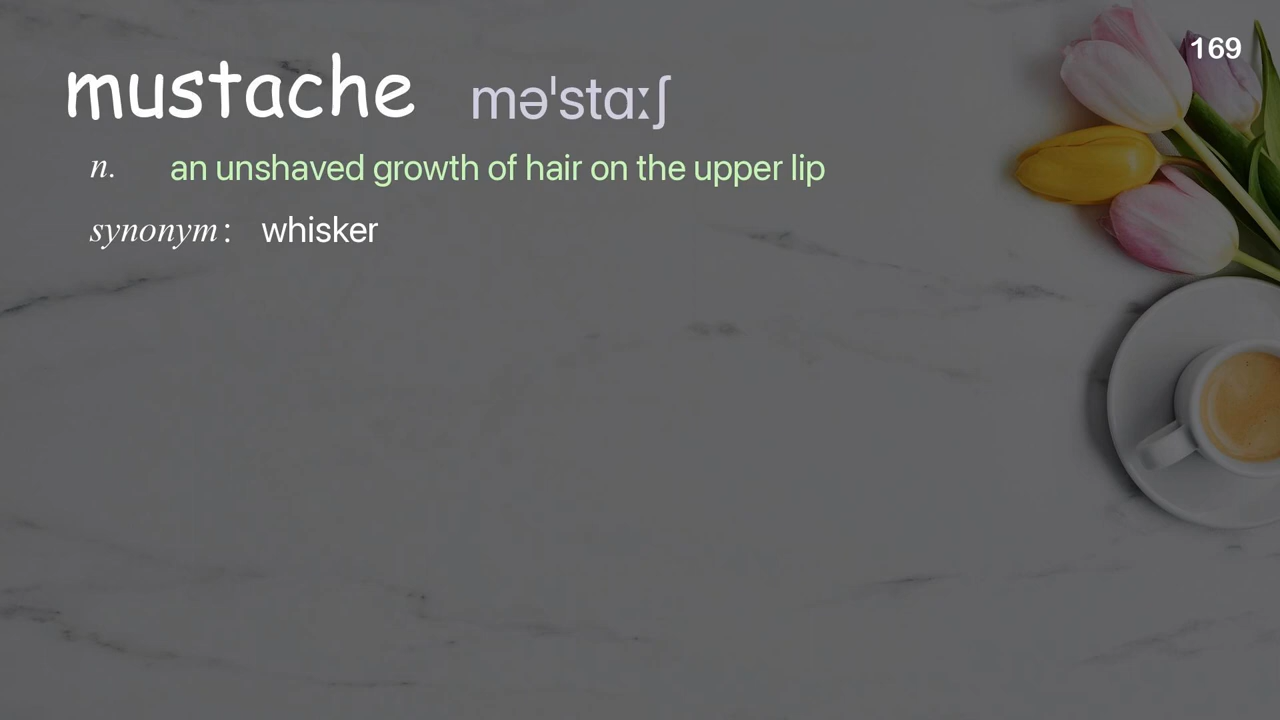 169
mustache məˈstɑːʃ
n. an unshaved growth of hair on the upper lip
synonym: whisker